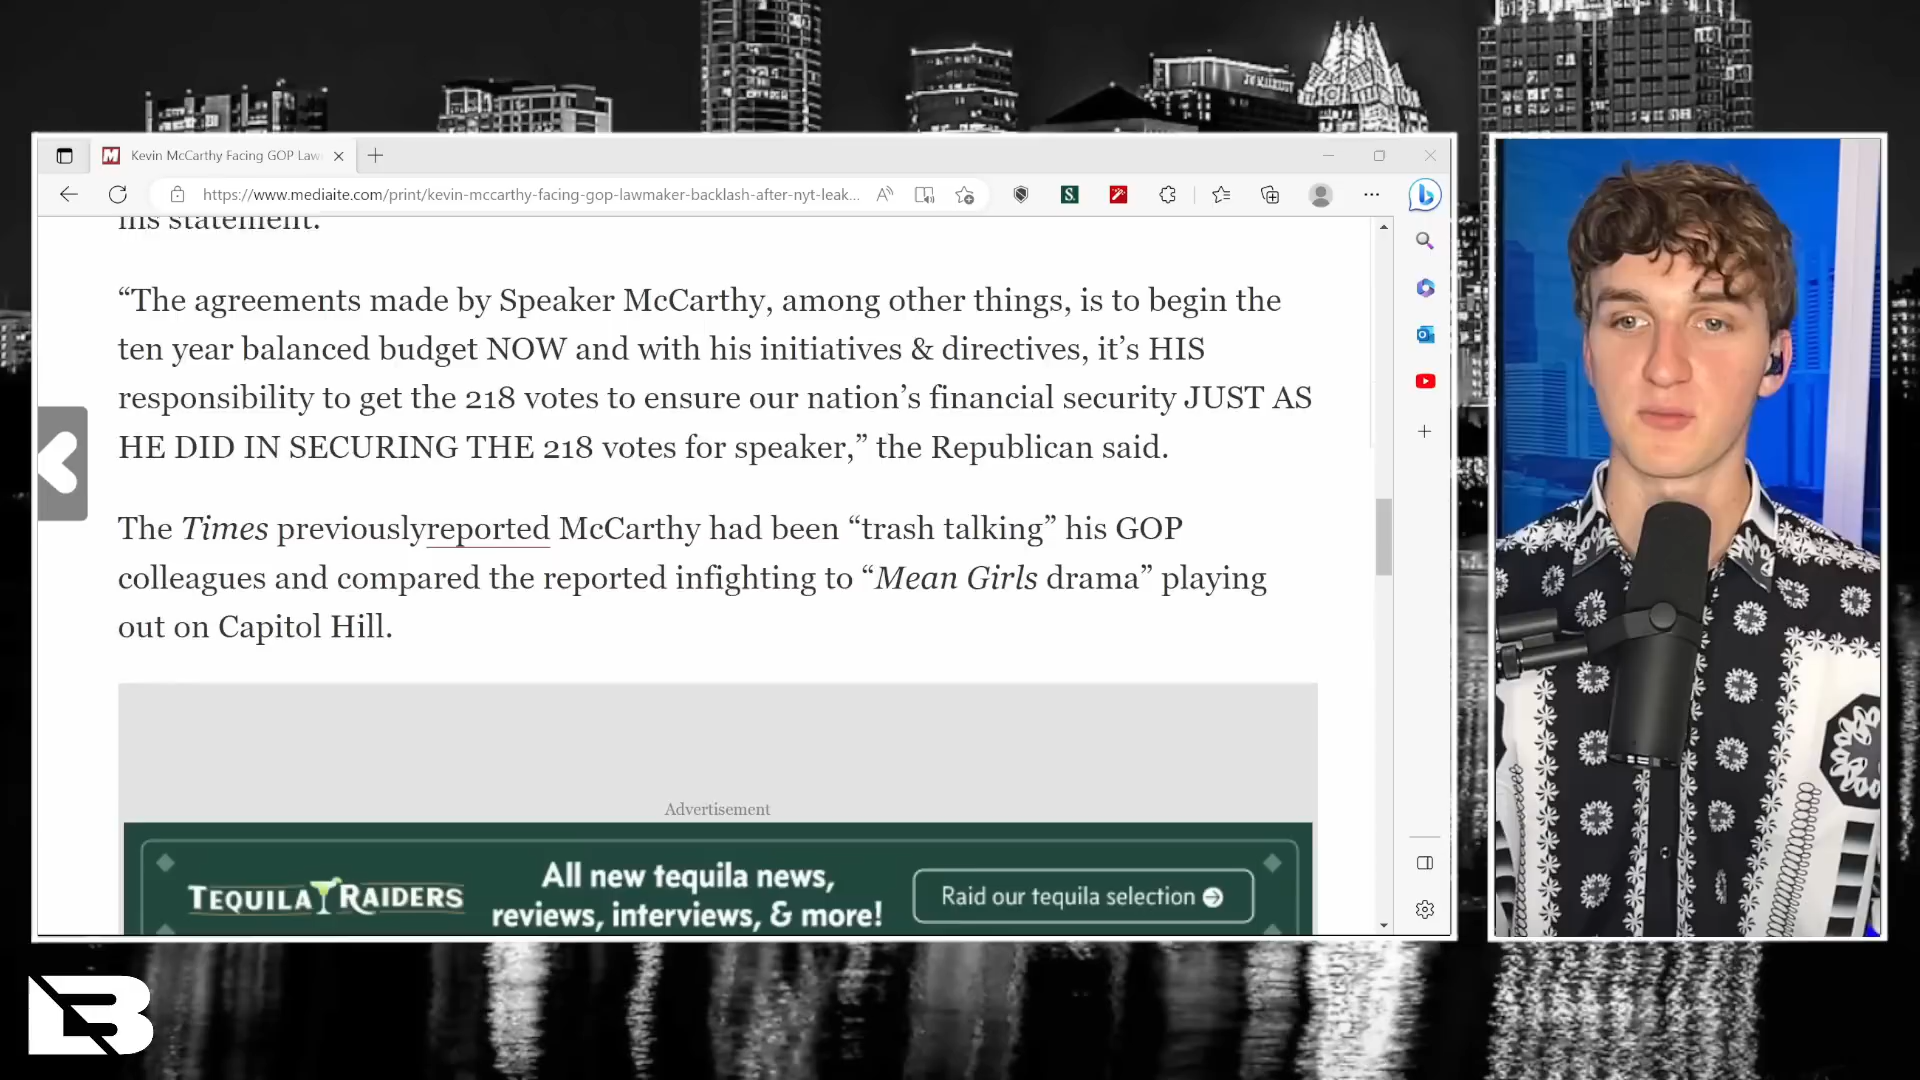 Kevin McCarthy Facing GOP Law
https://www.mediaite.com/print/kevin-mccarthy-facing-gop-lawmaker-backlash-after-nyt-leak...
his statement.
“The agreements made by Speaker McCarthy, among other things, is to begin the
ten year balanced budget NOW and with his initiatives & directives, it’s HIS
responsibility to get the 218 votes to ensure our nation’s financial security JUST AS
HE DID IN SECURING THE 218 votes for speaker,” the Republican said.
The Times previouslyreported McCarthy had been “trash talking” his GOP
colleagues and compared the reported infighting to “Mean Girls drama” playing
out on Capitol Hill.
Advertisement
TEQUILA RAIDERS
All new tequila news,
reviews, interviews, & more!
Raid our tequila selection